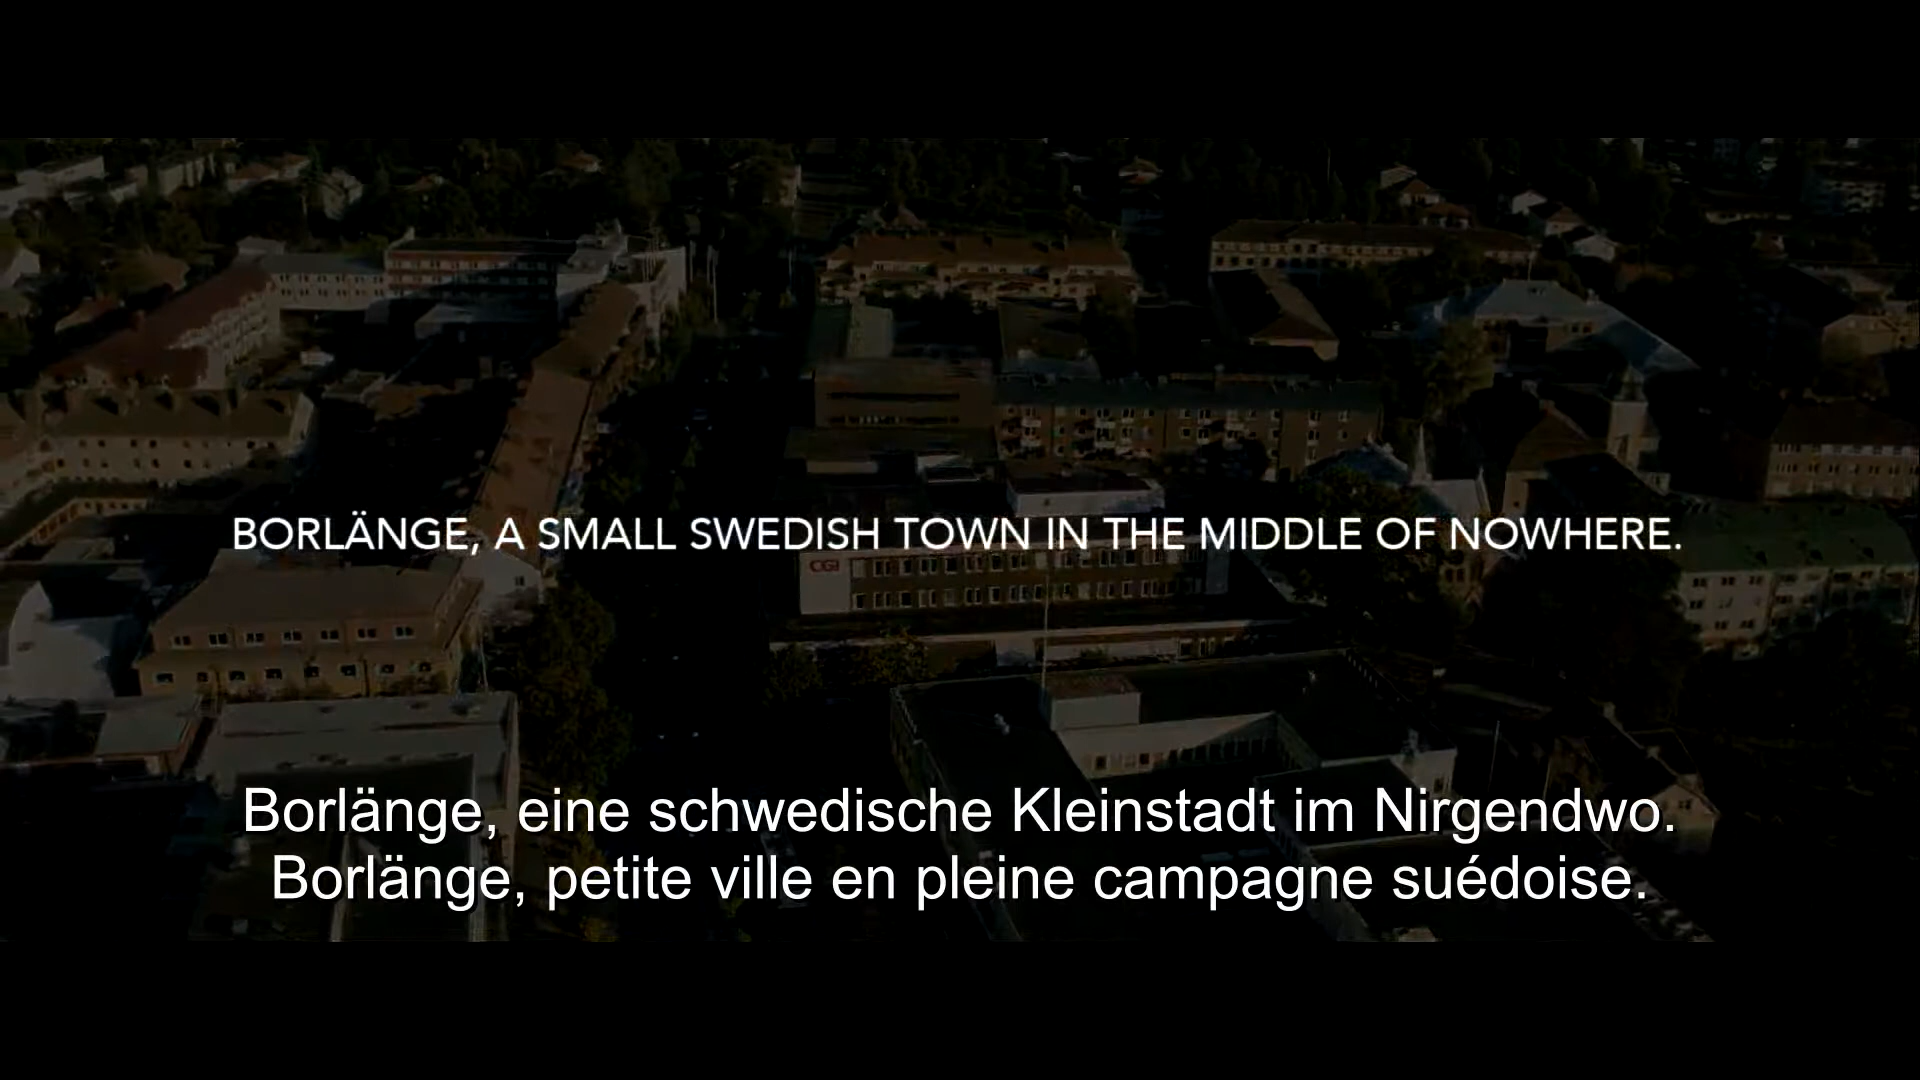 BORLÄNGE, A SMALL SWEDISH TOWN IN THE MIDDLE OF NOWHERE.
CGI
Borlänge, eine schwedische Kleinstadt im Nirgendwo.
Borlänge, petite ville en pleine campagne suédoise.